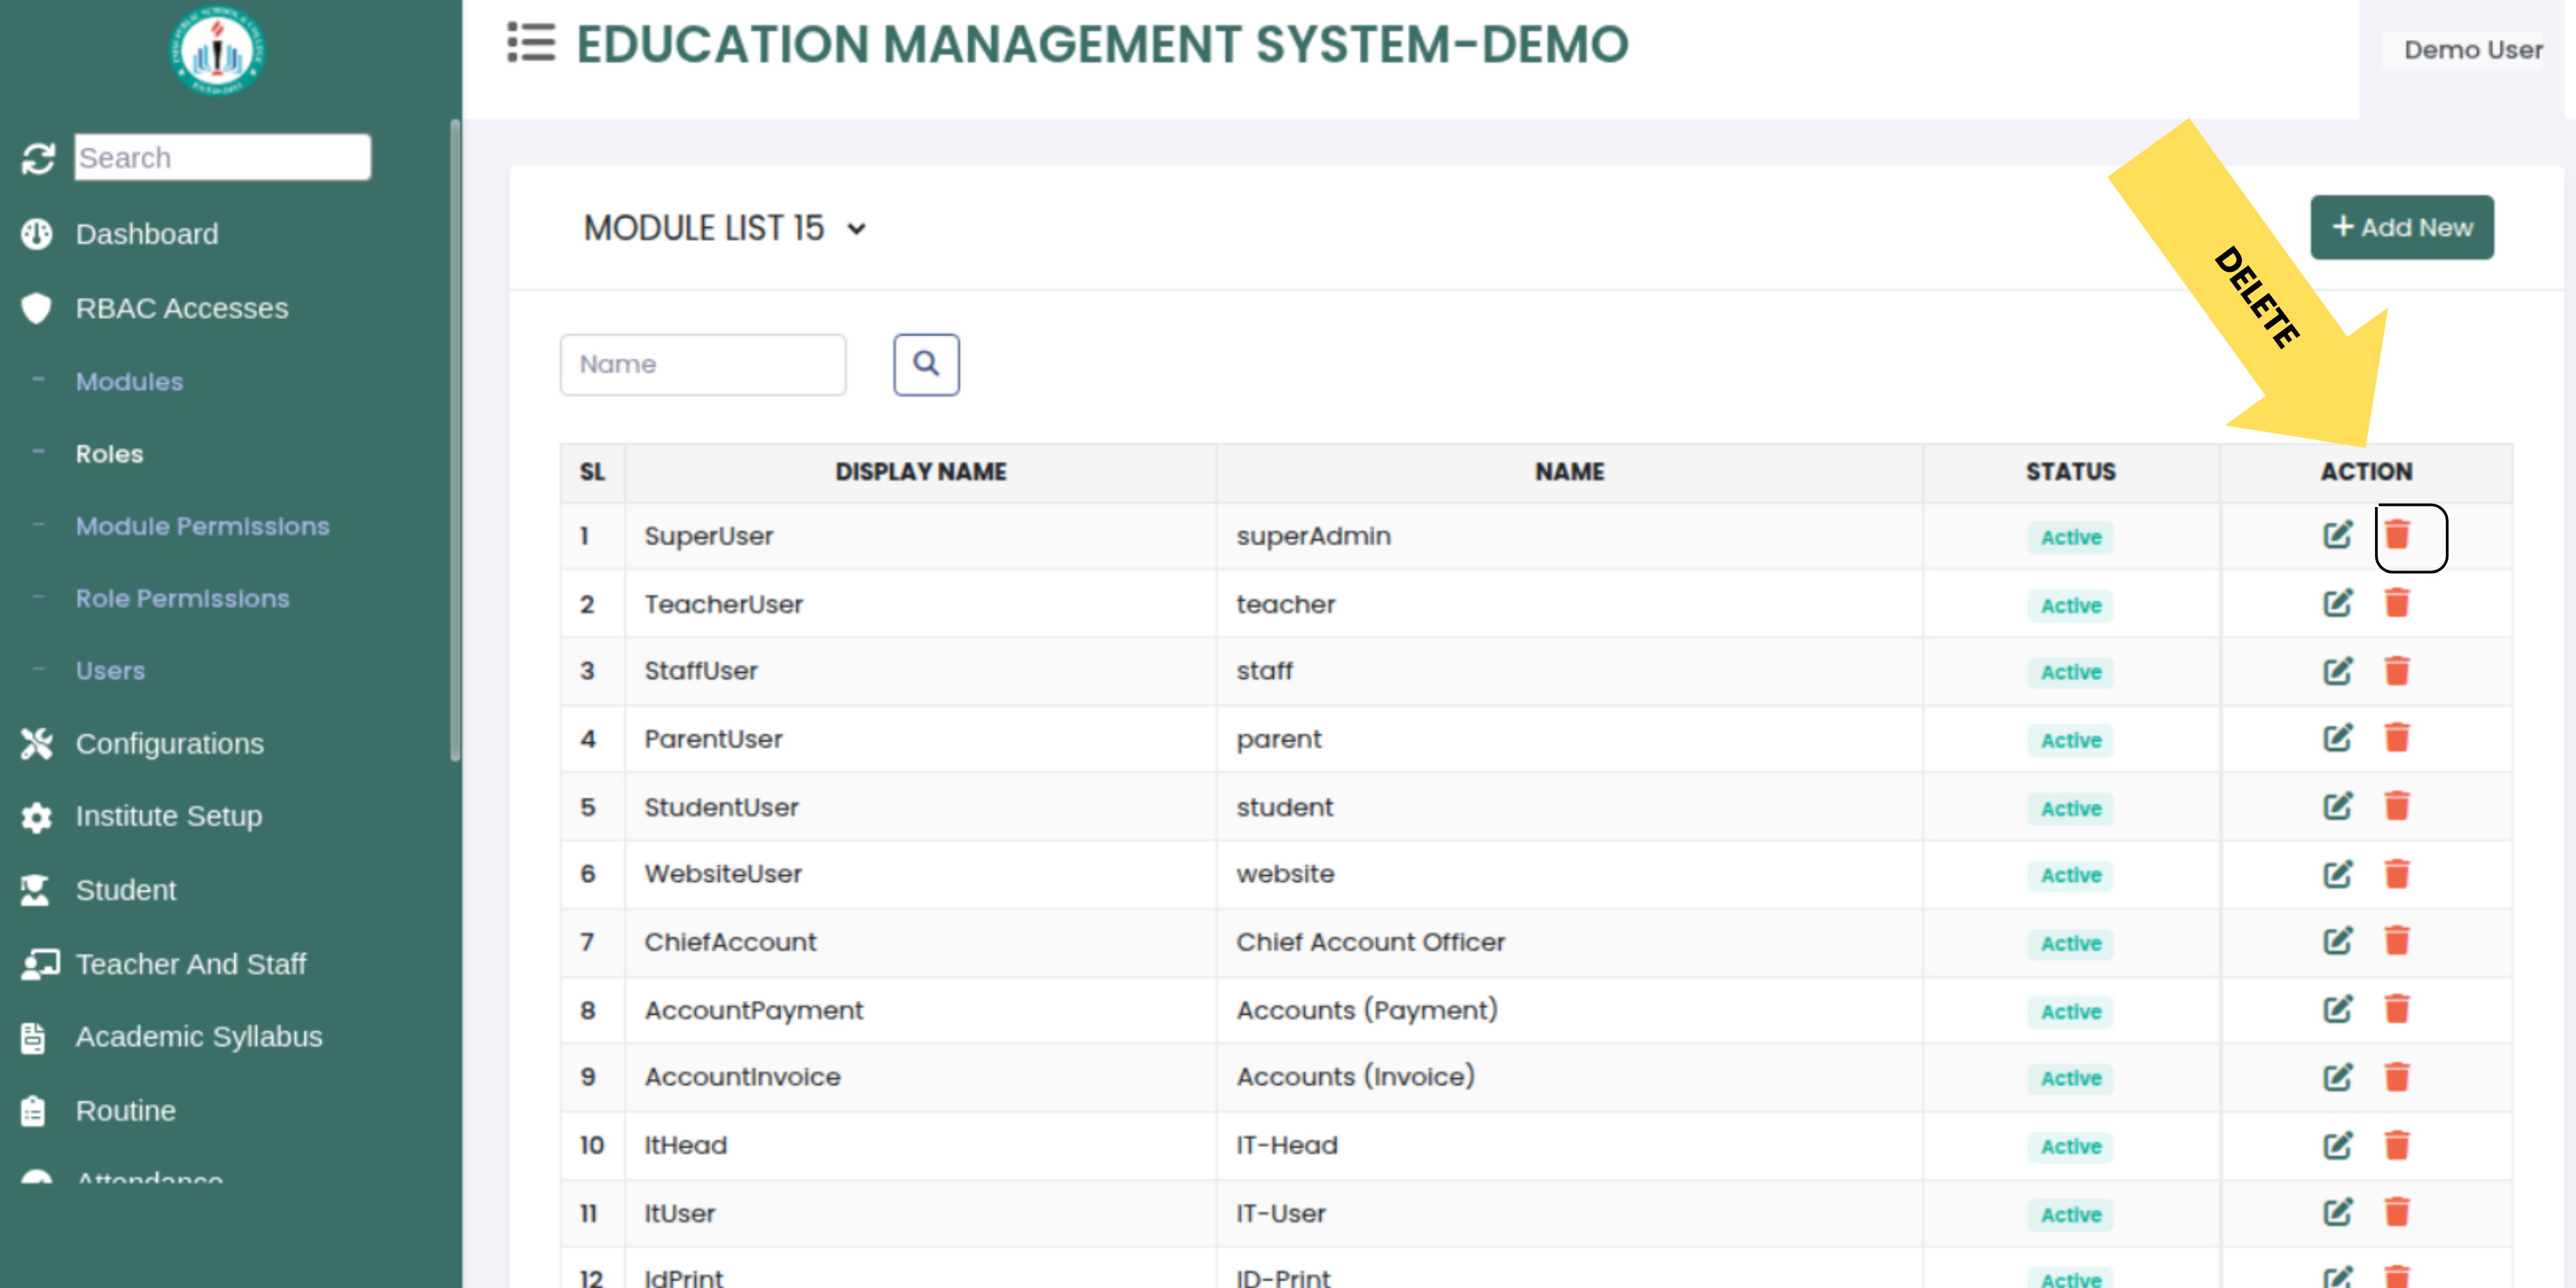 EDUCATION MANAGEMENT SYSTEM-DEMO
Demo User
Search
Dashboard
RBAC Accesses
- Modules
- Roles
- Module Permissions
- Role Permissions
- Users
Configurations
Institute Setup
Student
Teacher And Staff
Academic Syllabus
Routine
Attendance
MODULE LIST 15
+ Add New
DELETE
Name
SL DISPLAY NAME NAME STATUS ACTION
1 SuperUser superAdmin Active
2 TeacherUser teacher Active
3 StaffUser staff Active
4 ParentUser parent Active
5 StudentUser student Active
6 WebsiteUser website Active
7 ChiefAccount Chief Account Officer Active
8 AccountPayment Accounts (Payment) Active
9 AccountInvoice Accounts (Invoice) Active
10 ItHead IT-Head Active
11 ItUser IT-User Active
12 IdPrint ID-Print Active